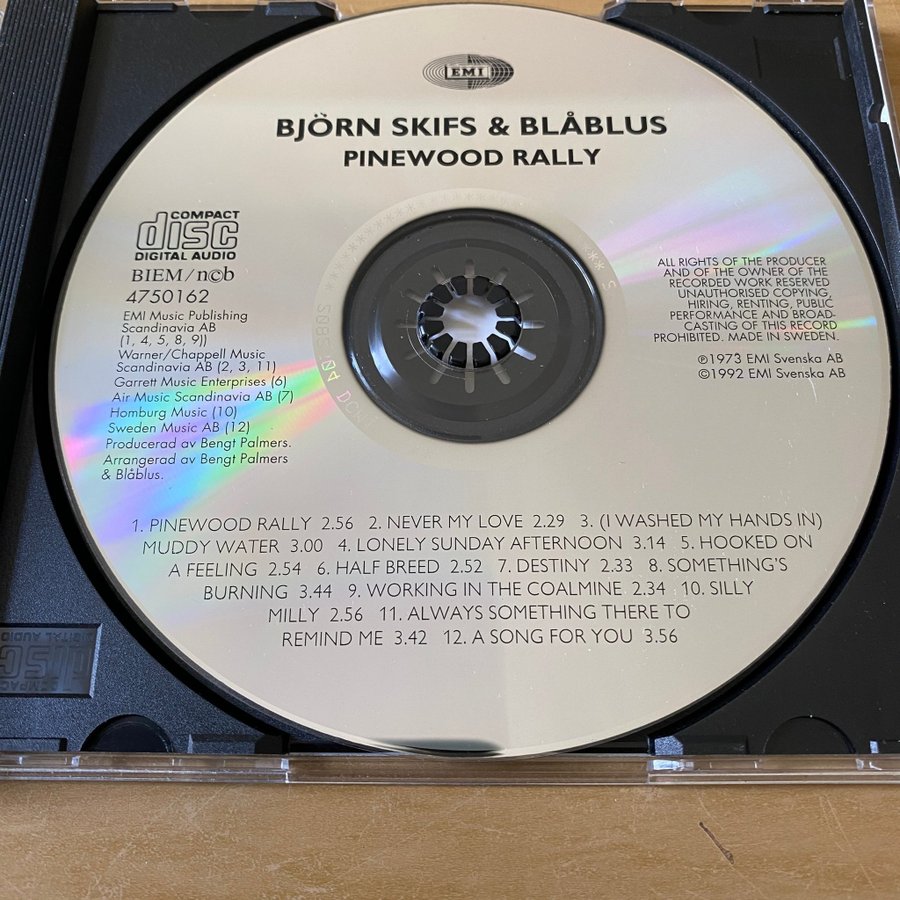 EMI
BJÖRN SKIFS & BLÅBLUS
PINEWOOD RALLY
COMPACT
disc
DIGITAL AUDIO
BIEM/n©b
4750162
EMI Music Publishing
Scandinavia AB
(1, 4, 5, 8, 9))
Warner/Chappell Music
Scandinavia AB (2, 3, 11)
Garrett Music Enterprises (6)
Air Music Scandinavia AB (7)
Homburg Music (10)
Sweden Music AB (12)
Producerad av Bengt Palmers.
Arrangerad av Bengt Palmers
& Blåblus.
ALL RIGHTS OF THE PRODUCER
AND OF THE OWNER OF THE
RECORDED WORK RESERVED
UNAUTHORISED COPYING,
HIRING, RENTING, PUBLIC
PERFORMANCE AND BROAD-
CASTING OF THIS RECORD
PROHIBITED. MADE IN SWEDEN.
℗1973 EMI Svenska AB
©1992 EMI Svenska AB
1. PINEWOOD RALLY 2.56 2. NEVER MY LOVE 2.29 3. (I WASHED MY HANDS IN)
MUDDY WATER 3.00 4. LONELY SUNDAY AFTERNOON 3.14 5. HOOKED ON
A FEELING 2.54 6. HALF BREED 2.52 7. DESTINY 2.33 8. SOMETHING'S
BURNING 3.44 9. WORKING IN THE COALMINE 2.34 10. SILLY
MILLY 2.56 11. ALWAYS SOMETHING THERE TO
REMIND ME 3.42 12. A SONG FOR YOU 3.56
DIGITAL AUDIO
disc
COMPACT